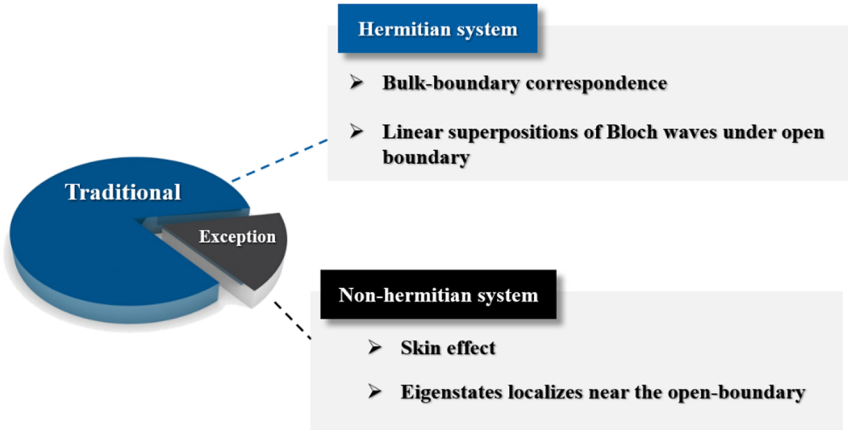 Hermitian system
➢ Bulk-boundary correspondence
➢ Linear superpositions of Bloch waves under open
boundary
Traditional
Exception
Non-hermitian system
➢ Skin effect
➢ Eigenstates localizes near the open-boundary